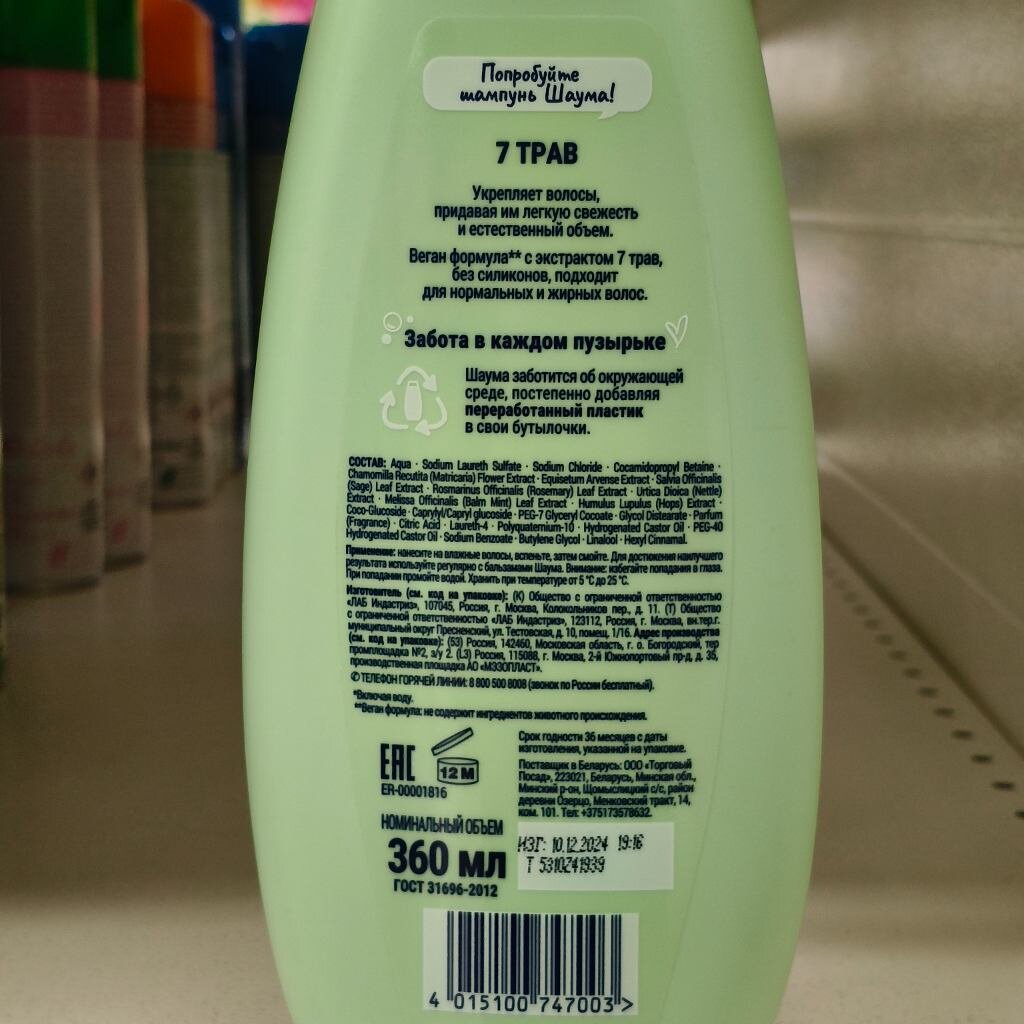 Попробуйте
шампунь Шаума!
7 ТРАВ
Укрепляет волосы,
придавая им легкую свежесть
и естественный объем.
Веган формула** с экстрактом 7 трав,
без силиконов, подходит
для нормальных и жирных волос.
Забота в каждом пузырьке
Шаума заботится об окружающей
среде, постепенно добавляя
переработанный пластик
в свои бутылочки.
СОСТАВ: Aqua · Sodium Laureth Sulfate · Sodium Chloride · Cocamidopropyl Betaine ·
Chamomilla Recutita (Matricaria) Flower Extract · Equisetum Arvense Extract · Salvia Officinalis
(Sage) Leaf Extract · Rosmarinus Officinalis (Rosemary) Leaf Extract · Urtica Dioica (Nettle)
Extract · Melissa Officinalis (Balm Mint) Leaf Extract · Humulus Lupulus (Hops) Extract ·
Coco-Glucoside · Caprylyl/Capryl glucoside · PEG-7 Glyceryl Cocoate · Glycol Distearate · Parfum
(Fragrance) · Citric Acid · Laureth-4 · Polyquaternium-10 · Hydrogenated Castor Oil · PEG-40
Hydrogenated Castor Oil · Sodium Benzoate · Butylene Glycol · Linalool · Hexyl Cinnamal.
Применение: нанесите на влажные волосы, вспеньте, затем смойте. Для достижения наилучшего
результата используйте регулярно с бальзамами Шаума. Внимание: избегайте попадания в глаза.
При попадании промойте водой. Хранить при температуре от 5 °С до 25 °С.
Изготовитель (см. код на упаковке): (К) Общество с ограниченной ответственностью
«ЛАБ Индастриз», 107045, Россия, г. Москва, Колокольников пер., д. 11. (Т) Общество
с ограниченной ответственностью «ЛАБ Индастриз», 123112, Россия, г. Москва, вн.тер.г.
муниципальный округ Пресненский, ул. Тестовская, д. 10, помещ. 1/16. Адрес производства
(см. код на упаковке): (53) Россия, 142460, Московская область, г. о. Богородский, тер
промплощадка №2, з/у 2. (L3) Россия, 115088, г. Москва, 2-й Южнопортовый пр-д, д. 35,
производственная площадка АО «МЭЗОПЛАСТ».
✆ ТЕЛЕФОН ГОРЯЧЕЙ ЛИНИИ: 8 800 500 8008 (звонок по России бесплатный).
*Включая воду.
**Веган формула: не содержит ингредиентов животного происхождения.
EAC
12 M
ER-00001816
Срок годности 36 месяцев с даты
изготовления, указанной на упаковке.
Поставщик в Беларусь: ООО «Торговый
Посад», 223021, Беларусь, Минская обл.,
Минский р-он, Щомыслицкий с/с, район
деревни Озерцо, Менковский тракт, 14,
ком. 101. Тел: +375173578632.
НОМИНАЛЬНЫЙ ОБЪЕМ
360 мл
ГОСТ 31696-2012
ИЗГ: 10.12.2024 19:16
Т 5310241939
4 015100 747003 >